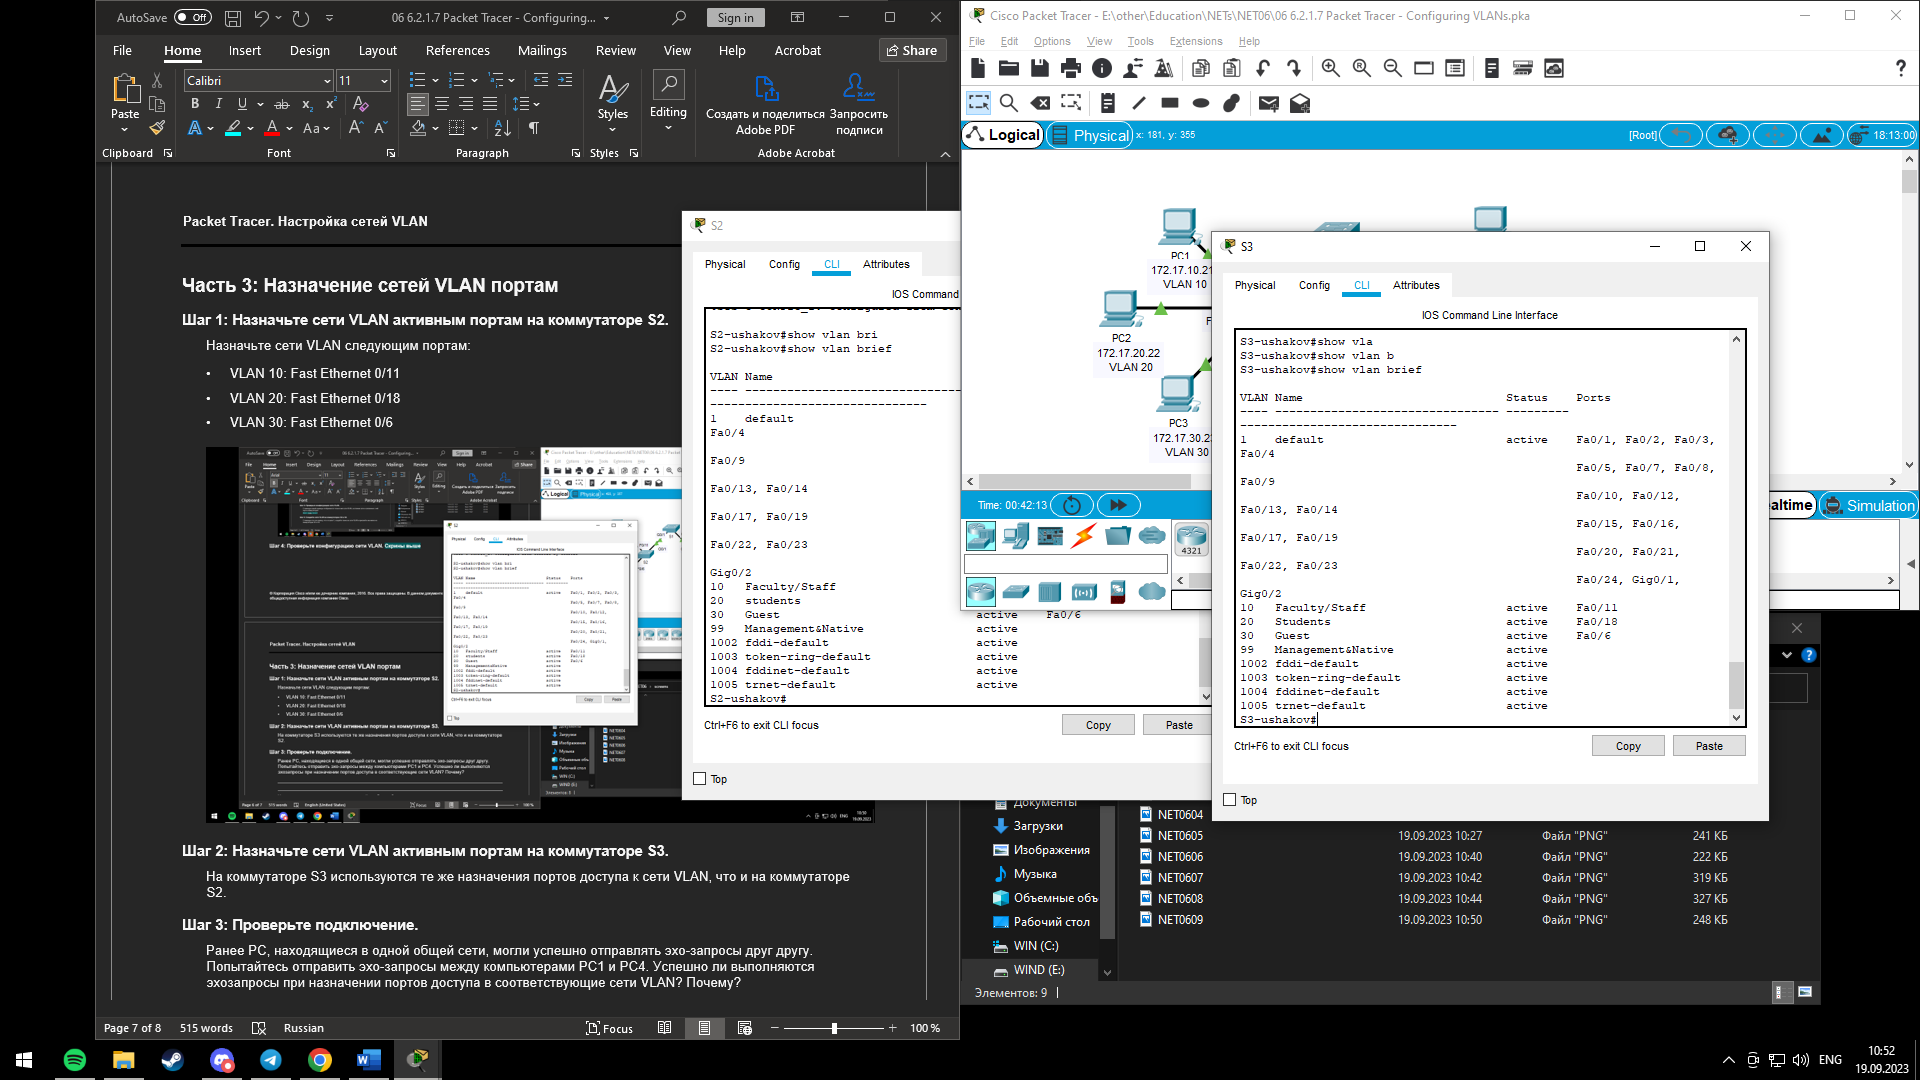 AutoSave Off
06 6.2.1.7 Packet Tracer - Configuring...
Sign in
File Home Insert Design Layout References Mailings Review View Help Acrobat Share
Calibri 11
Paste
Styles
Editing
Создать и поделиться Adobe PDF
Запросить подписи
Clipboard Font Paragraph Styles Adobe Acrobat
Packet Tracer. Настройка сетей VLAN
Часть 3: Назначение сетей VLAN портам
Шаг 1: Назначьте сети VLAN активным портам на коммутаторе S2.
Назначьте сети VLAN следующим портам:
• VLAN 10: Fast Ethernet 0/11
• VLAN 20: Fast Ethernet 0/18
• VLAN 30: Fast Ethernet 0/6
Шаг 2: Назначьте сети VLAN активным портам на коммутаторе S3.
На коммутаторе S3 используются те же назначения портов доступа к сети VLAN, что и на коммутаторе
S2.
Шаг 3: Проверьте подключение.
Ранее PC, находящиеся в одной общей сети, могли успешно отправлять эхо-запросы друг другу.
Попытайтесь отправить эхо-запросы между компьютерами PC1 и PC4. Успешно ли выполняются
эхозапросы при назначении портов доступа в соответствующие сети VLAN? Почему?
Page 7 of 8 515 words Russian Focus 100 %
S2
Physical Config CLI Attributes
IOS Command
S2-ushakov#show vlan bri
S2-ushakov#show vlan brief
VLAN Name
---- --------------------------------
-------------------------------
1 default
Fa0/4
Fa0/9
Fa0/13, Fa0/14
Fa0/17, Fa0/19
Fa0/22, Fa0/23
Gig0/2
10 Faculty/Staff
20 students
30 Guest active Fa0/6
99 Management&Native active
1002 fddi-default active
1003 token-ring-default active
1004 fddinet-default active
1005 trnet-default active
S2-ushakov#
Ctrl+F6 to exit CLI focus Copy Paste
Top
Cisco Packet Tracer - E:\other\Education\NETs\NET06\06 6.2.1.7 Packet Tracer - Configuring VLANs.pka
File Edit Options View Tools Extensions Help
Logical Physical x: 181, y: 355 [Root] 18:13:00
PC1
172.17.10.21
VLAN 10
PC2
172.17.20.22
VLAN 20
PC3
172.17.30.23
VLAN 30
Time: 00:42:13
ealtime Simulation
4321
S3
Physical Config CLI Attributes
IOS Command Line Interface
S3-ushakov#show vla
S3-ushakov#show vlan b
S3-ushakov#show vlan brief
VLAN Name Status Ports
---- -------------------------------- ---------
-------------------------------
1 default active Fa0/1, Fa0/2, Fa0/3,
Fa0/4
Fa0/5, Fa0/7, Fa0/8,
Fa0/9
Fa0/10, Fa0/12,
Fa0/13, Fa0/14
Fa0/15, Fa0/16,
Fa0/17, Fa0/19
Fa0/20, Fa0/21,
Fa0/22, Fa0/23
Fa0/24, Gig0/1,
Gig0/2
10 Faculty/Staff active Fa0/11
20 Students active Fa0/18
30 Guest active Fa0/6
99 Management&Native active
1002 fddi-default active
1003 token-ring-default active
1004 fddinet-default active
1005 trnet-default active
S3-ushakov#
Ctrl+F6 to exit CLI focus Copy Paste
Top
Документы
Загрузки
Изображения
Музыка
Объемные объ
Рабочий стол
WIN (C:)
WIND (E:)
NET0604
NET0605 19.09.2023 10:27 Файл "PNG" 241 КБ
NET0606 19.09.2023 10:40 Файл "PNG" 222 КБ
NET0607 19.09.2023 10:42 Файл "PNG" 319 КБ
NET0608 19.09.2023 10:44 Файл "PNG" 327 КБ
NET0609 19.09.2023 10:50 Файл "PNG" 248 КБ
Элементов: 9
ENG
10:52
19.09.2023